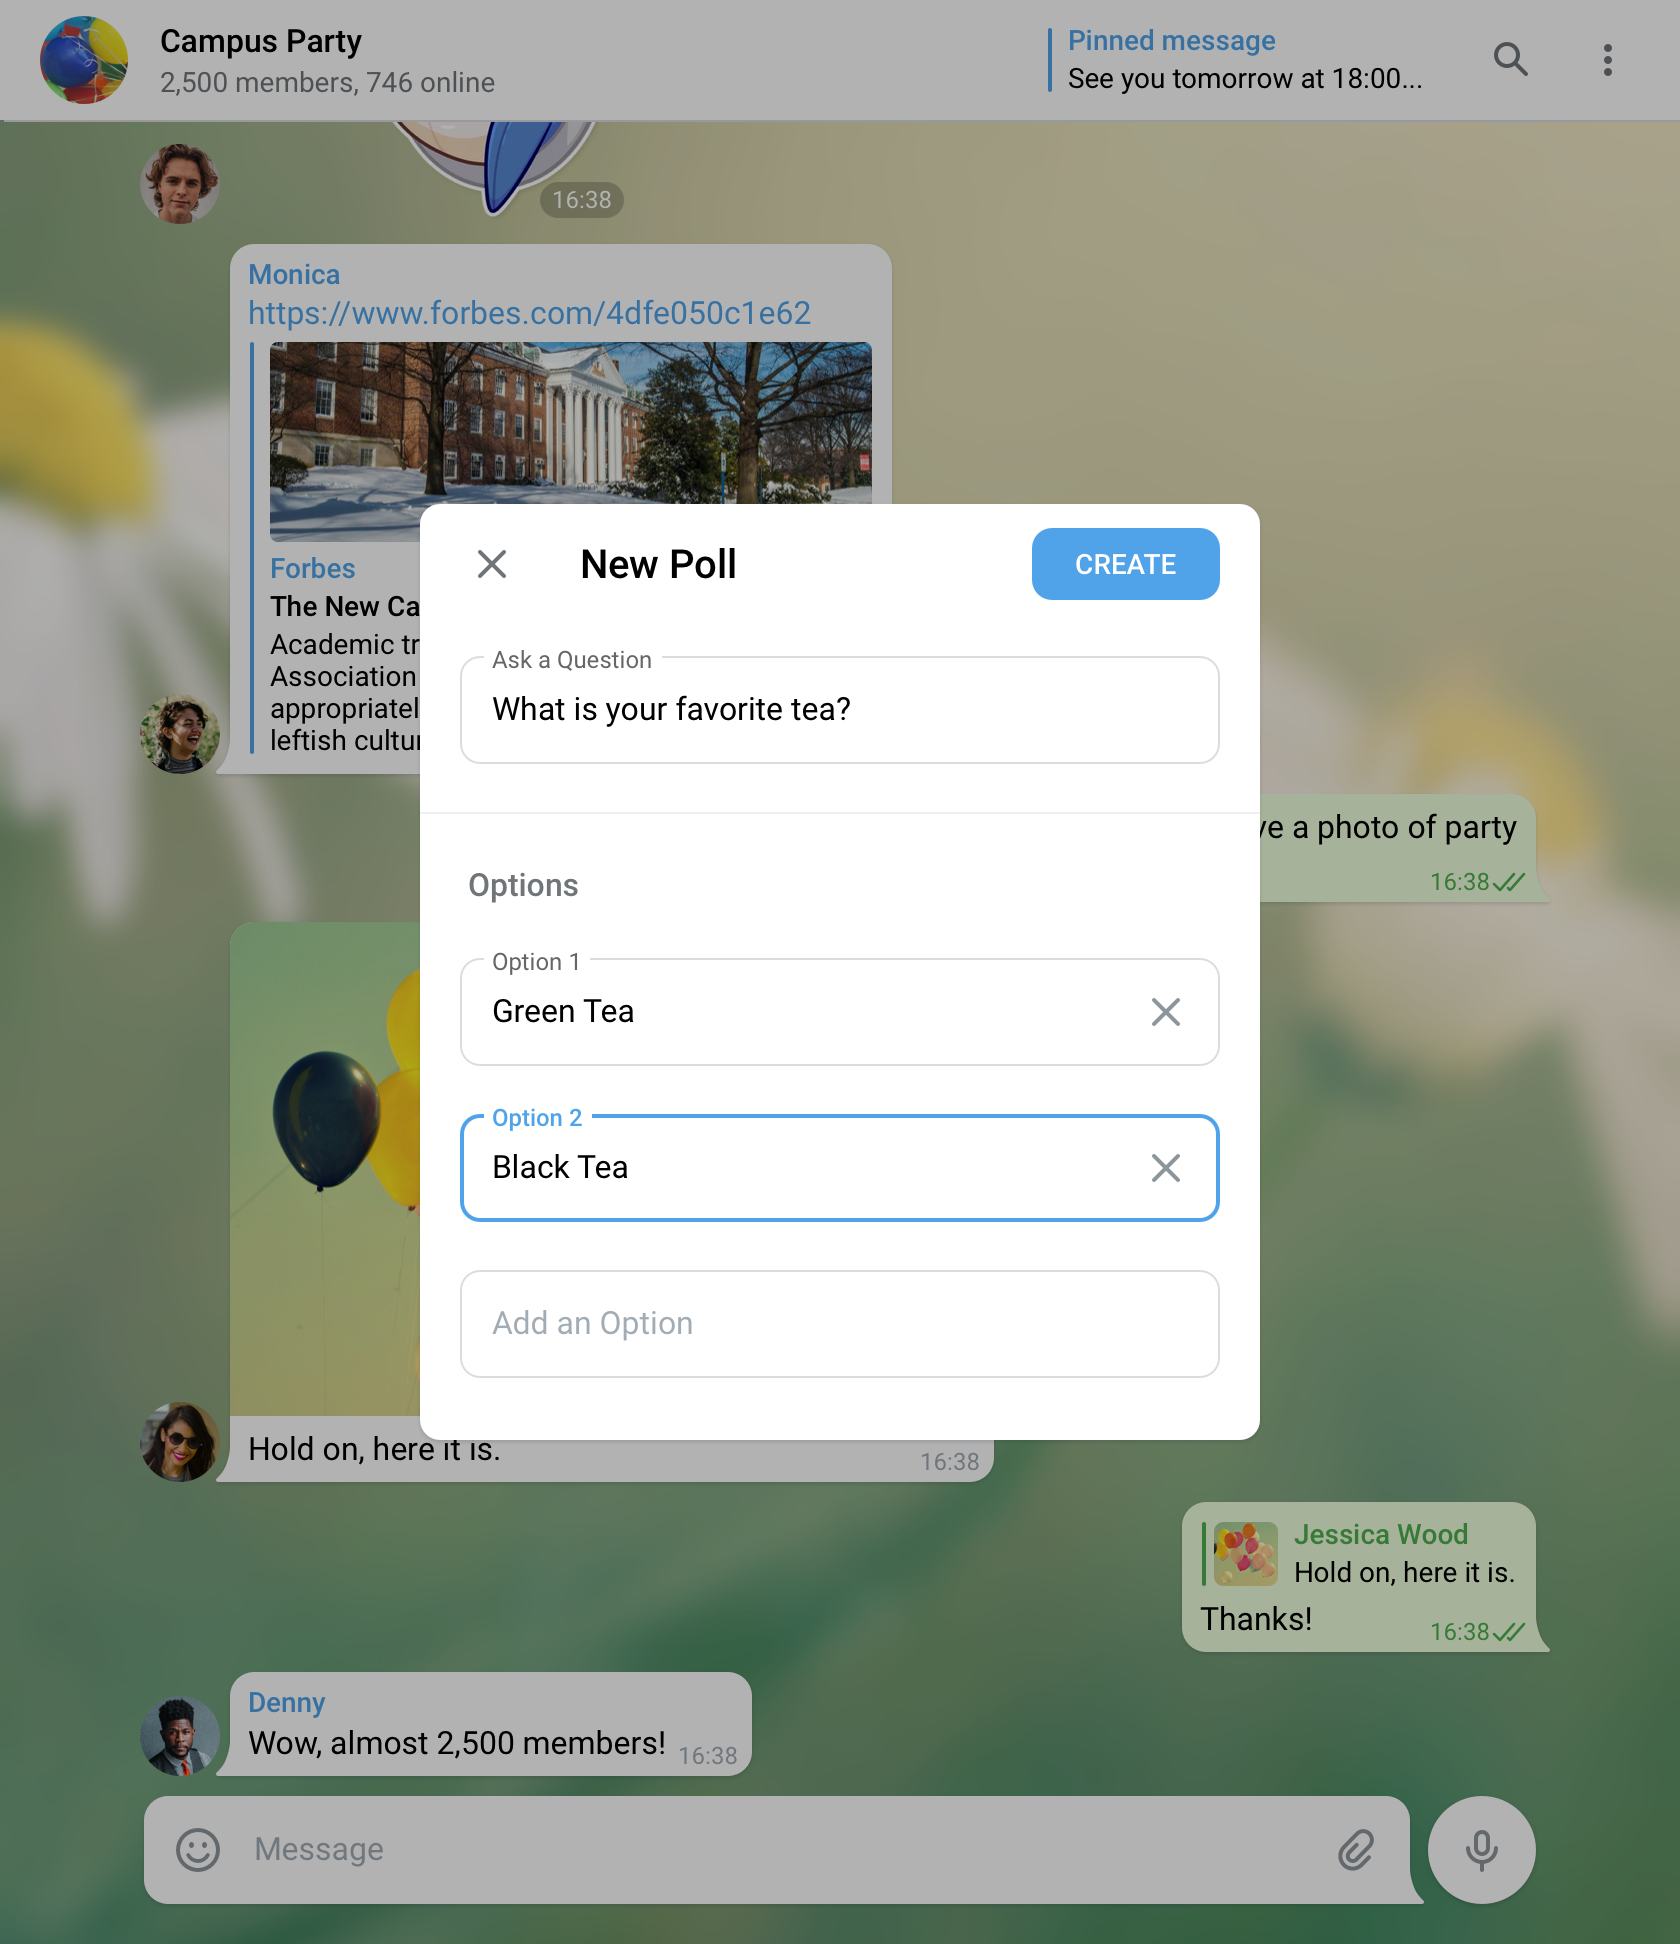 Campus Party
2,500 members, 746 online
Pinned message
See you tomorrow at 18:00...
16:38
Monica
https://www.forbes.com/4dfe050c1e62
Forbes
The New Ca
Academic tr
Association
appropriatel
leftish cultur
New Poll
CREATE
Ask a Question
What is your favorite tea?
Options
Option 1
Green Tea
Option 2
Black Tea
Add an Option
ve a photo of party
16:38
Hold on, here it is.
16:38
Jessica Wood
Hold on, here it is.
Thanks!
16:38
Denny
Wow, almost 2,500 members!
16:38
Message